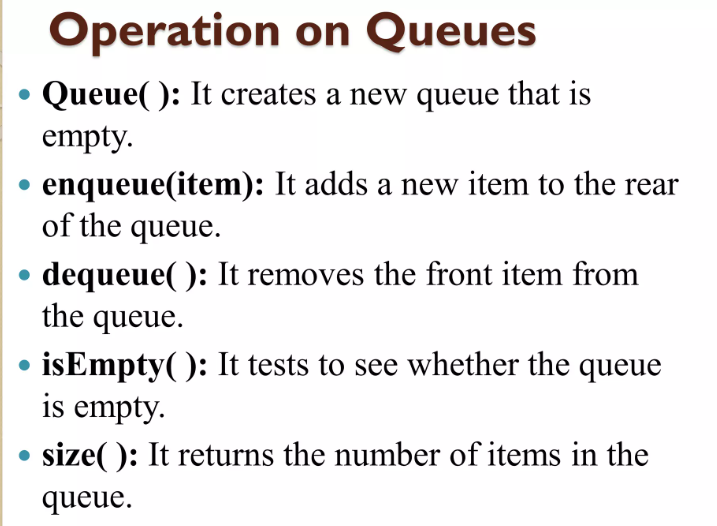 Operation on Queues
• Queue( ): It creates a new queue that is
empty.
• enqueue(item): It adds a new item to the rear
of the queue.
• dequeue( ): It removes the front item from
the queue.
• isEmpty( ): It tests to see whether the queue
is empty.
• size( ): It returns the number of items in the
queue.